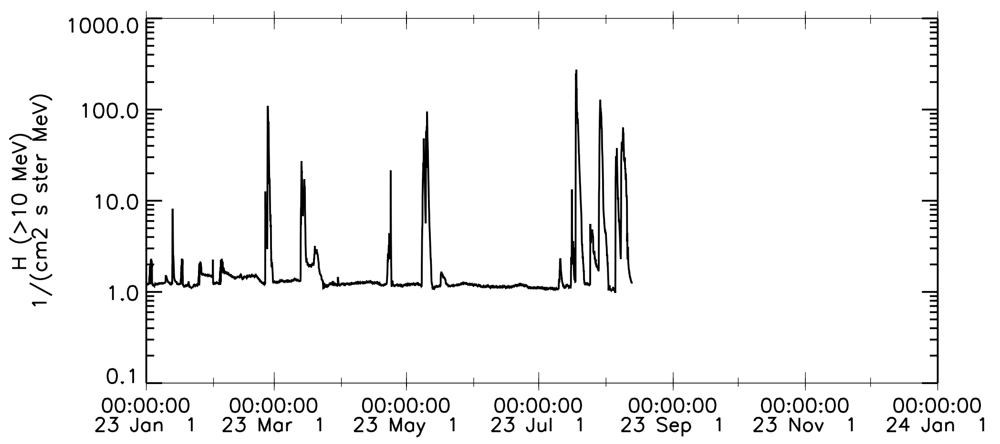 H (>10 MeV)
1/(cm2 s ster MeV)
1000.0
100.0
10.0
1.0
0.1
00:00:00 00:00:00 00:00:00 00:00:00 00:00:00 00:00:00 00:00:00
23 Jan 1 23 Mar 1 23 May 1 23 Jul 1 23 Sep 1 23 Nov 1 24 Jan 1